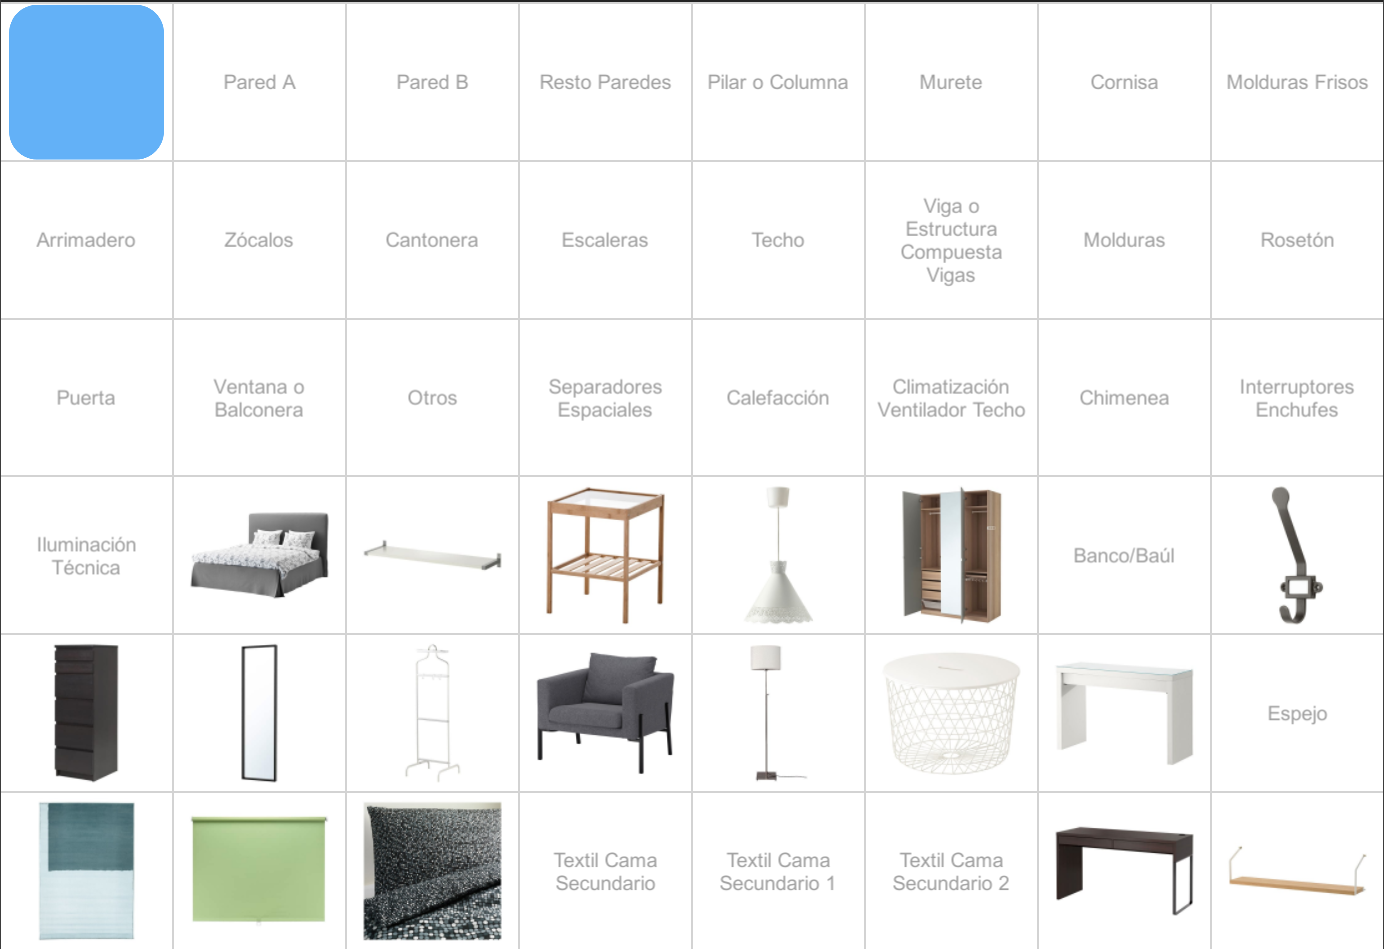 Pared A
Pared B
Resto Paredes
Pilar o Columna
Murete
Cornisa
Molduras Frisos
Arrimadero
Zócalos
Cantonera
Escaleras
Techo
Viga o
Estructura
Compuesta
Vigas
Molduras
Rosetón
Puerta
Ventana o
Balconera
Otros
Separadores
Espaciales
Calefacción
Climatización
Ventilador Techo
Chimenea
Interruptores
Enchufes
Iluminación
Técnica
Banco/Baúl
Espejo
Textil Cama
Secundario
Textil Cama
Secundario 1
Textil Cama
Secundario 2